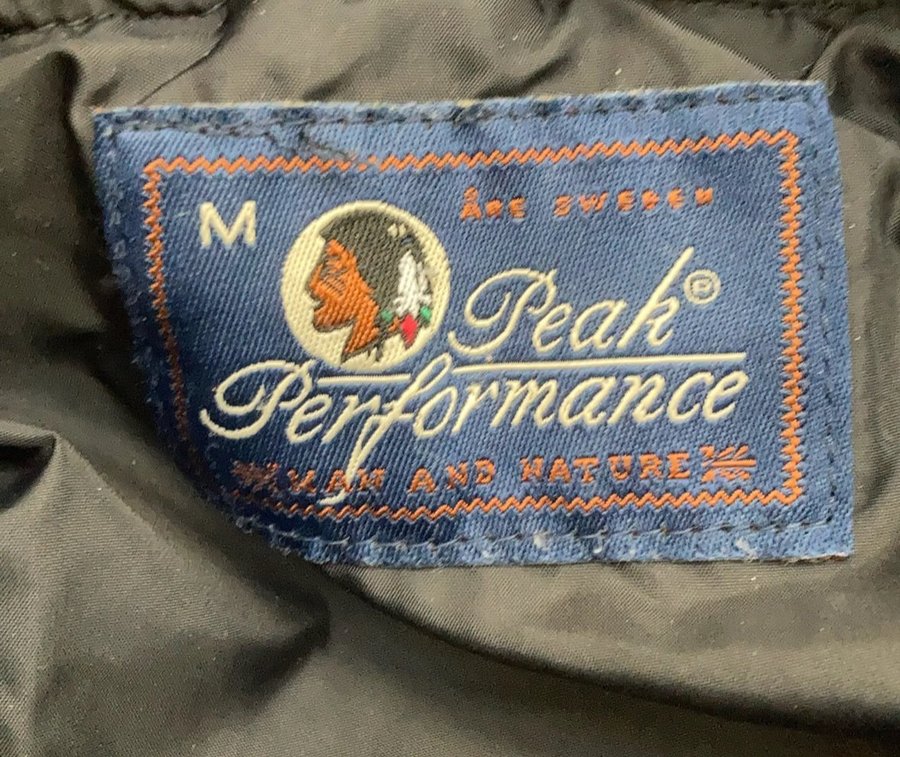 M
ÅRE SWEDEN
Peak®
Performance
MAN AND NATURE